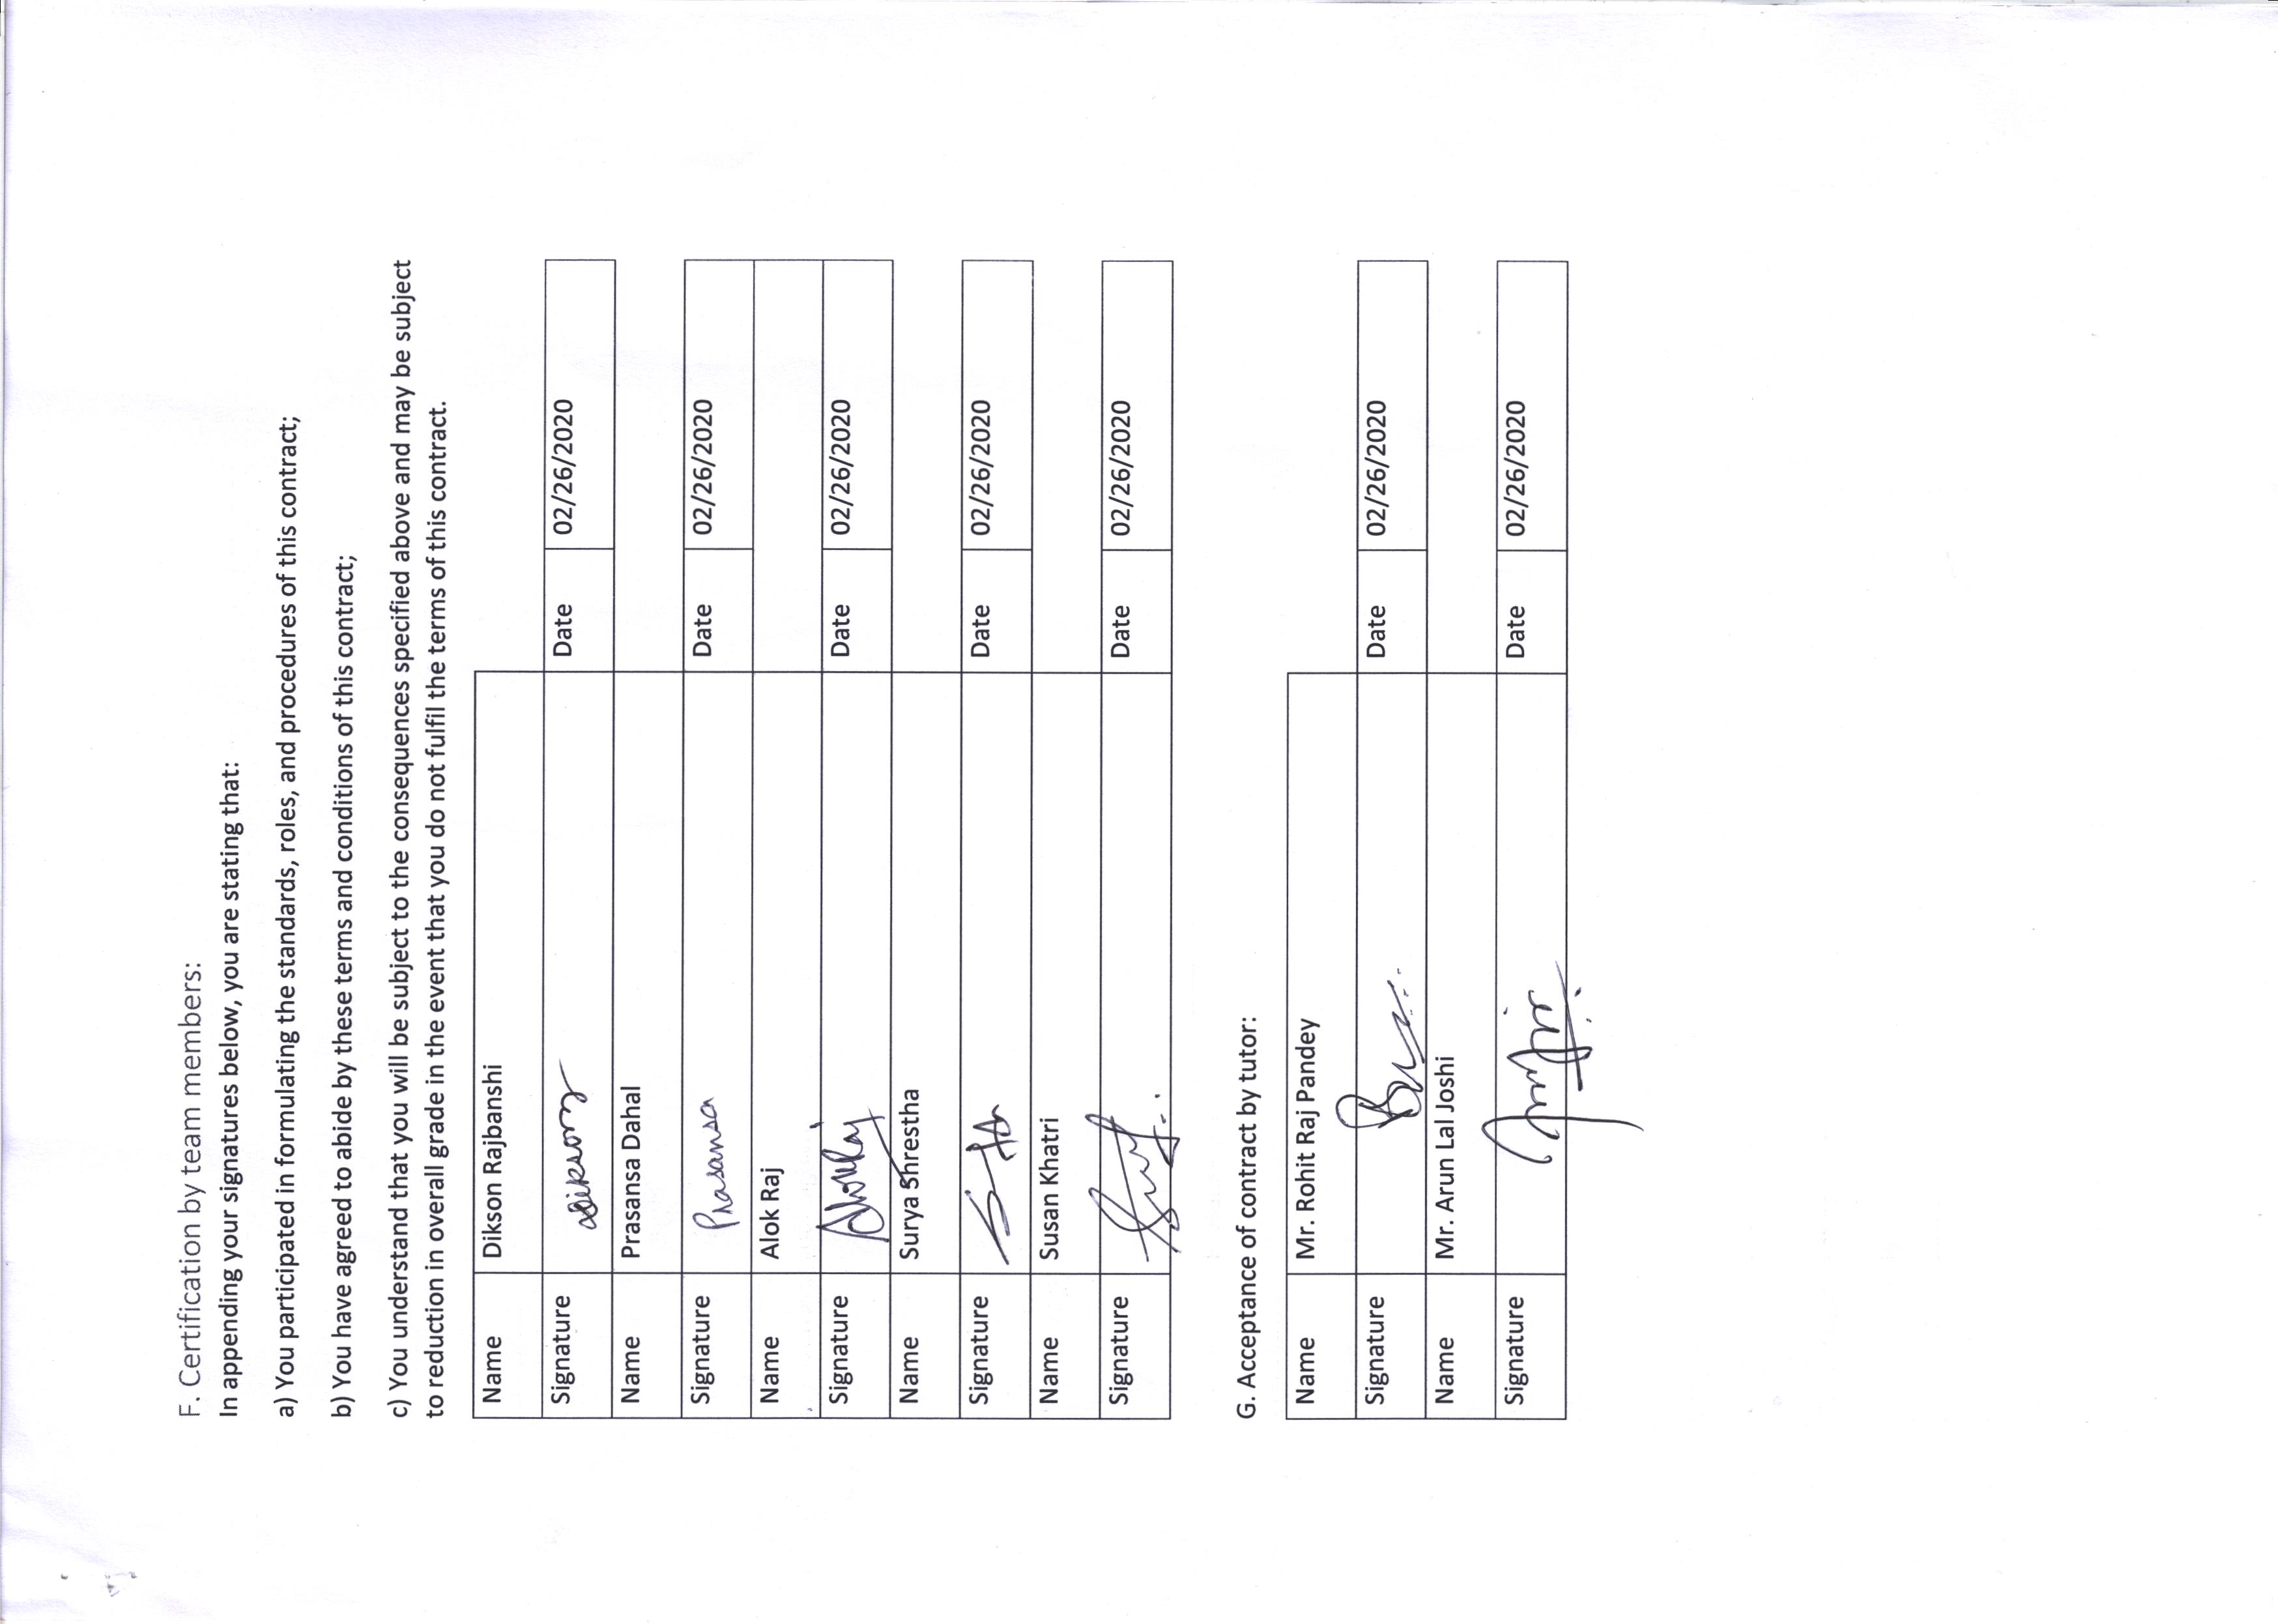 F. Certification by team members:
In appending your signatures below, you are stating that:
a) You participated in formulating the standards, roles, and procedures of this contract;
b) You have agreed to abide by these terms and conditions of this contract;
c) You understand that you will be subject to the consequences specified above and may be subject
to reduction in overall grade in the event that you do not fulfil the terms of this contract.
Name Dikson Rajbanshi
Signature Dikson Date 02/26/2020
Name Prasansa Dahal
Signature Prasansa Date 02/26/2020
Name Alok Raj
Signature AlokRaj Date 02/26/2020
Name Surya Shrestha
Signature Date 02/26/2020
Name Susan Khatri
Signature Date 02/26/2020
G. Acceptance of contract by tutor:
Name Mr. Rohit Raj Pandey
Signature Date 02/26/2020
Name Mr. Arun Lal Joshi
Signature Date 02/26/2020